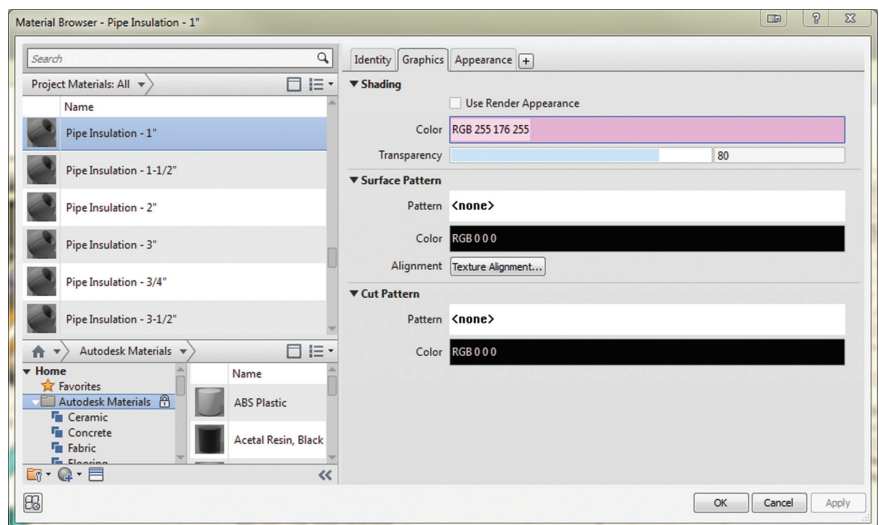 Material Browser - Pipe Insulation - 1"
Search
Project Materials: All
Name
Pipe Insulation - 1"
Pipe Insulation - 1-1/2"
Pipe Insulation - 2"
Pipe Insulation - 3"
Pipe Insulation - 3/4"
Pipe Insulation - 3-1/2"
Autodesk Materials
Home
Favorites
Autodesk Materials
Ceramic
Concrete
Fabric
Flooring
Name
ABS Plastic
Acetal Resin, Black
Identity Graphics Appearance +
Shading
Use Render Appearance
Color RGB 255 176 255
Transparency 80
Surface Pattern
Pattern <none>
Color RGB 0 0 0
Alignment Texture Alignment...
Cut Pattern
Pattern <none>
Color RGB 0 0 0
OK Cancel Apply